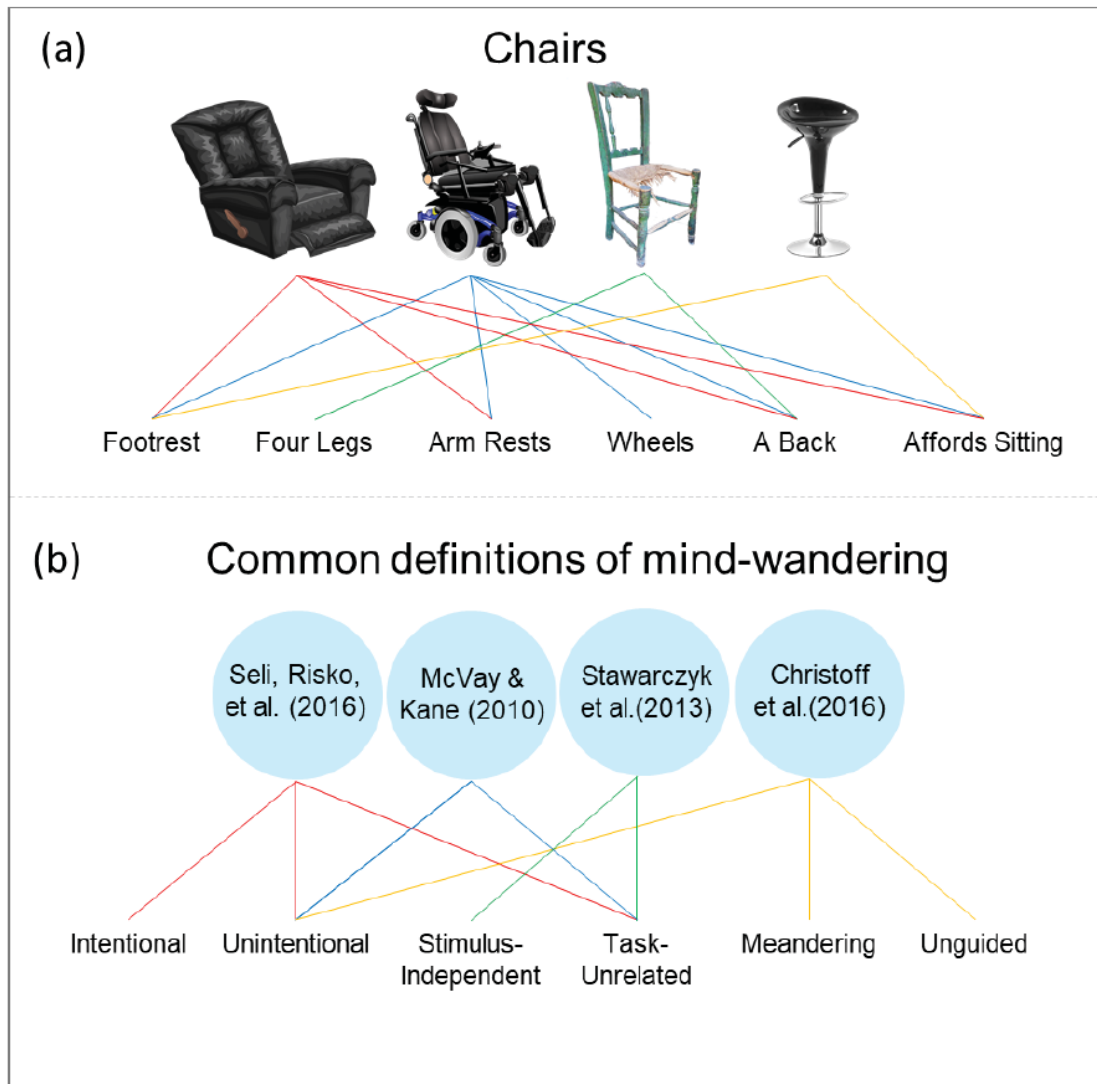 (a)
Chairs
Footrest Four Legs Arm Rests Wheels A Back Affords Sitting
(b)
Common definitions of mind-wandering
Seli, Risko,
et al. (2016)
McVay &
Kane (2010)
Stawarczyk
et al.(2013)
Christoff
et al.(2016)
Intentional
Unintentional
Stimulus-
Independent
Task-
Unrelated
Meandering
Unguided